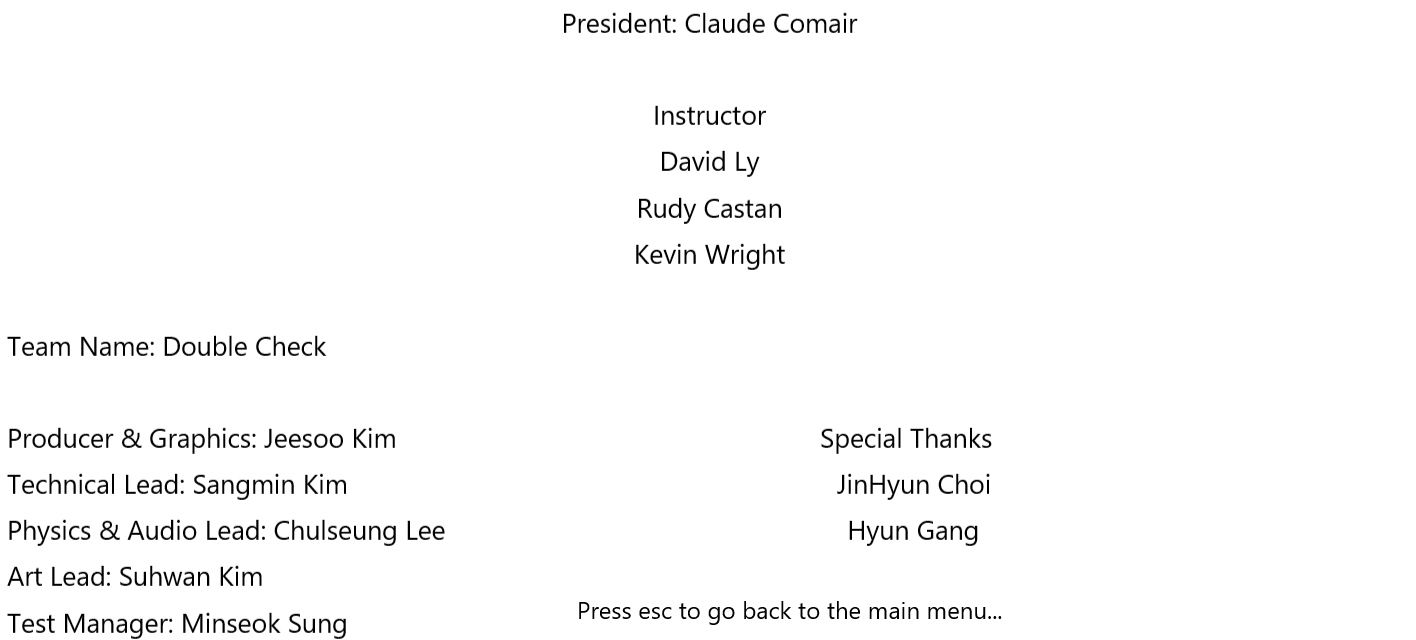 President: Claude Comair
Instructor
David Ly
Rudy Castan
Kevin Wright
Team Name: Double Check
Producer & Graphics: Jeesoo Kim
Technical Lead: Sangmin Kim
Physics & Audio Lead: Chulseung Lee
Art Lead: Suhwan Kim
Test Manager: Minseok Sung
Special Thanks
JinHyun Choi
Hyun Gang
Press esc to go back to the main menu...